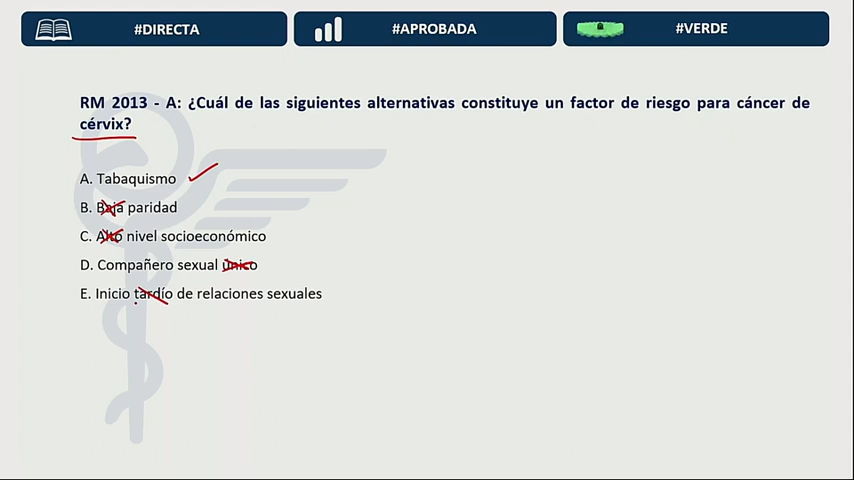 #DIRECTA
#APROBADA
#VERDE
RM 2013 - A: ¿Cuál de las siguientes alternativas constituye un factor de riesgo para cáncer de
cérvix?
A. Tabaquismo
B. Baja paridad
C. Alto nivel socioeconómico
D. Compañero sexual único
E. Inicio tardío de relaciones sexuales